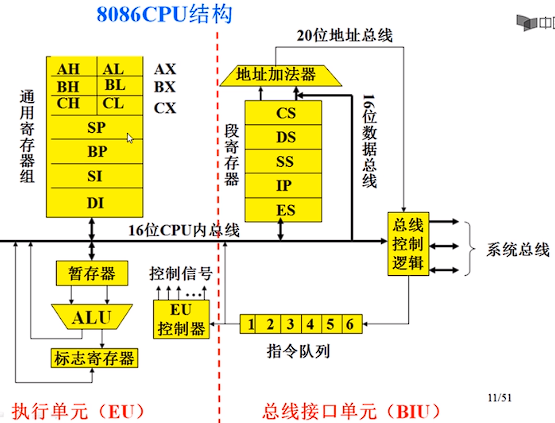 8086CPU结构
中国
20位地址总线
AH AL AX
BH BL BX
CH CL CX
SP
BP
SI
DI
通用寄存器组
地址加法器
CS
DS
SS
IP
ES
段寄存器
16位数据总线
16位CPU内总线
总线控制逻辑
系统总线
暂存器
ALU
标志寄存器
控制信号
EU
控制器
1 2 3 4 5 6
指令队列
11/51
执行单元（EU）
总线接口单元（BIU）